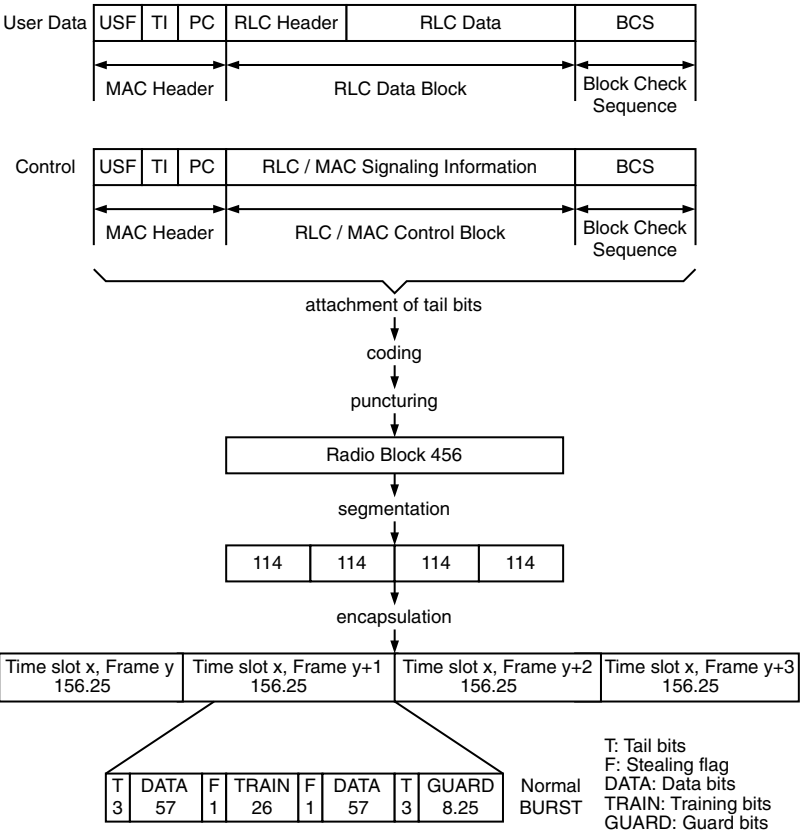 User Data USF TI PC RLC Header RLC Data BCS
MAC Header RLC Data Block Block Check
Sequence
Control USF TI PC RLC / MAC Signaling Information BCS
MAC Header RLC / MAC Control Block Block Check
Sequence
attachment of tail bits
coding
puncturing
Radio Block 456
segmentation
114 114 114 114
encapsulation
Time slot x, Frame y Time slot x, Frame y+1 Time slot x, Frame y+2 Time slot x, Frame y+3
156.25 156.25 156.25 156.25
T DATA F TRAIN F DATA T GUARD Normal
3 57 1 26 1 57 3 8.25 BURST
T: Tail bits
F: Stealing flag
DATA: Data bits
TRAIN: Training bits
GUARD: Guard bits